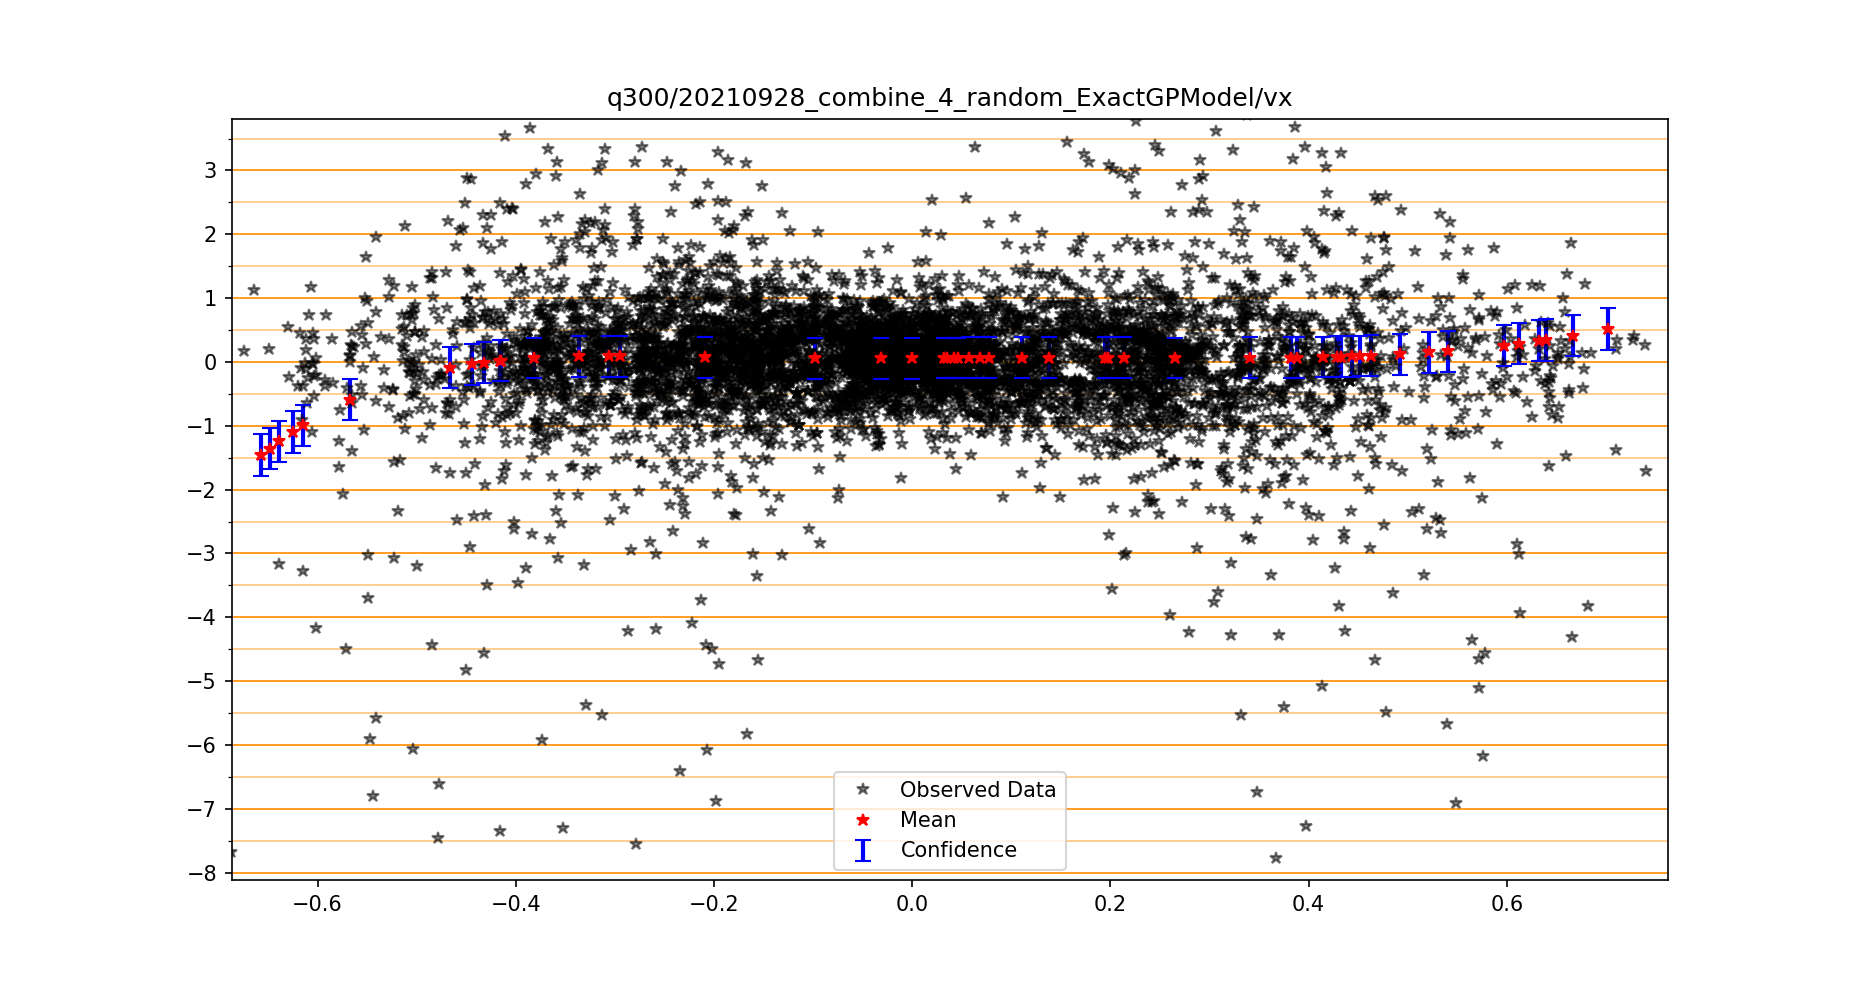 q300/20210928_combine_4_random_ExactGPModel/vx
3
2
1
0
−1
−2
−3
−4
−5
−6
−7
−8
Observed Data
Mean
Confidence
−0.6 −0.4 −0.2 0.0 0.2 0.4 0.6